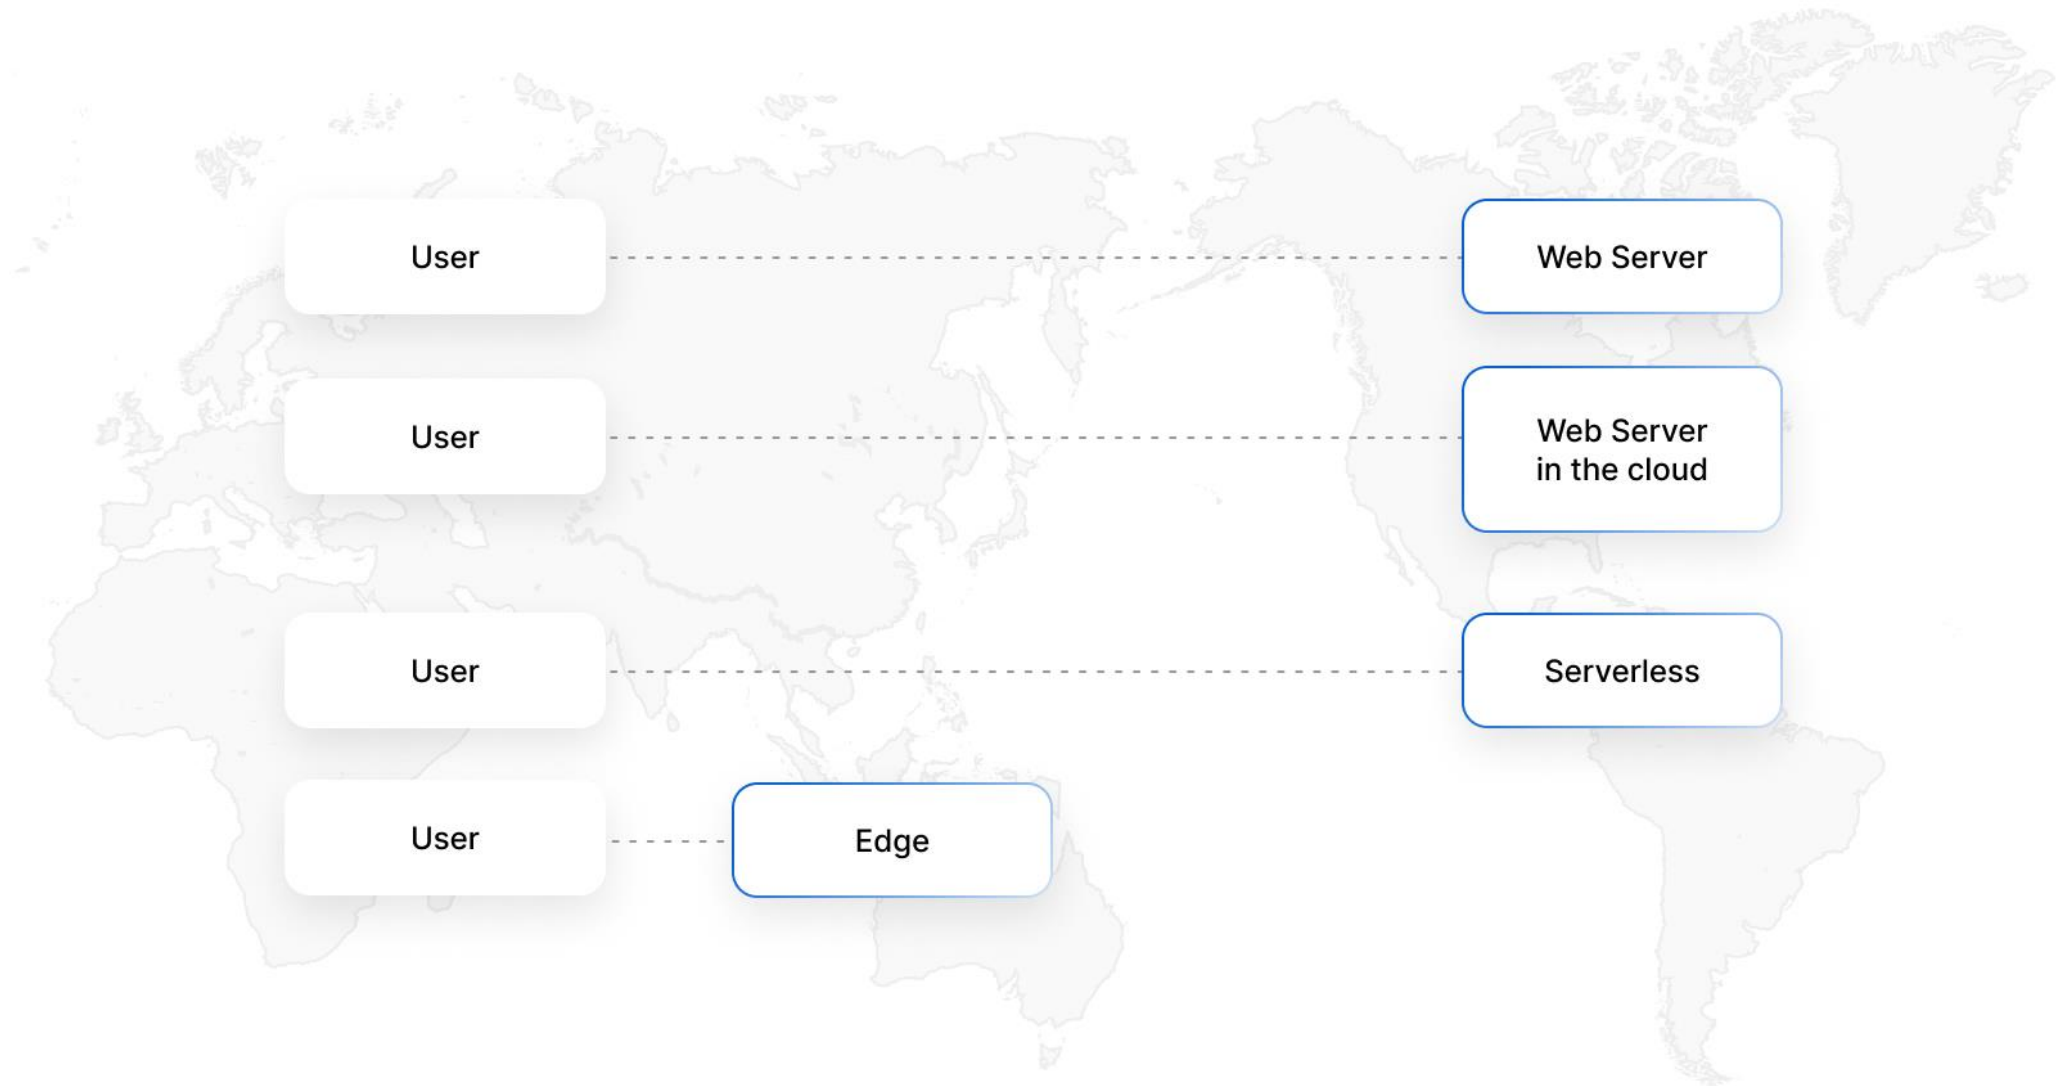 User
Web Server
User
Web Server
in the cloud
User
Serverless
User
Edge